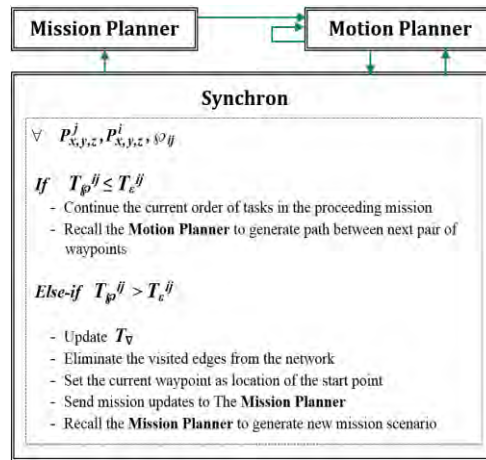 Mission Planner
Motion Planner
Synchron
∀ P^j_{x,y,z}, P^i_{x,y,z}, ℘_{ij}
If T_℘^{ij} ≤ T_ε^{ij}
- Continue the current order of tasks in the proceeding mission
- Recall the Motion Planner to generate path between next pair of
waypoints
Else-if T_℘^{ij} > T_ε^{ij}
- Update T_∇
- Eliminate the visited edges from the network
- Set the current waypoint as location of the start point
- Send mission updates to The Mission Planner
- Recall the Mission Planner to generate new mission scenario